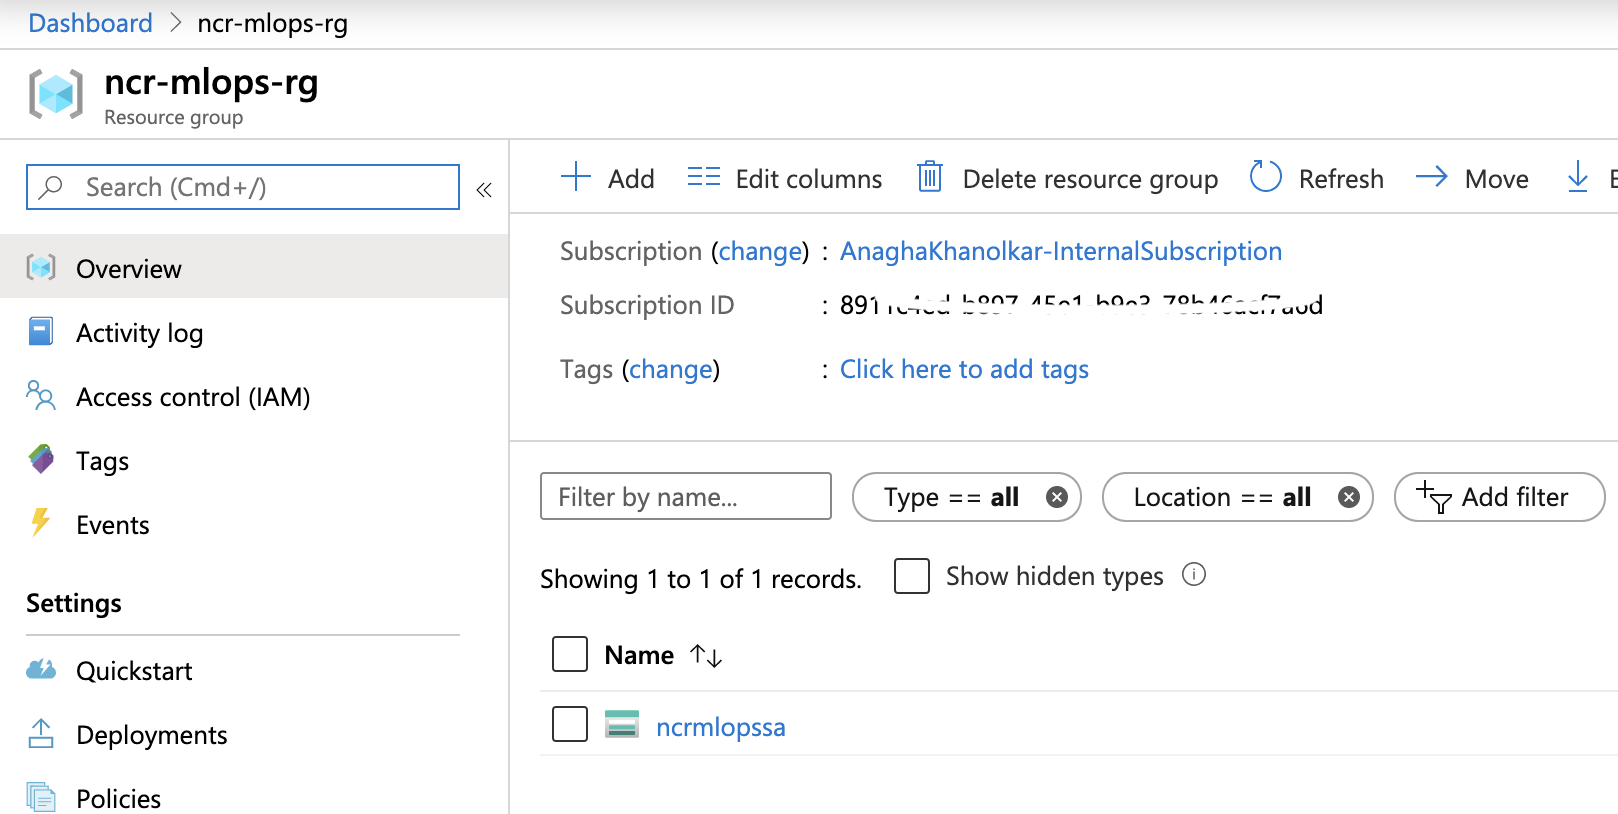 Dashboard > ncr-mlops-rg
ncr-mlops-rg
Resource group
Search (Cmd+/)
«
Overview
Activity log
Access control (IAM)
Tags
Events
Settings
Quickstart
Deployments
Policies
Add Edit columns Delete resource group Refresh Move
Subscription (change) : AnaghaKhanolkar-InternalSubscription
Subscription ID :
Tags (change) : Click here to add tags
Filter by name... Type == all Location == all Add filter
Showing 1 to 1 of 1 records. Show hidden types
Name ↑↓
ncrmlopssa